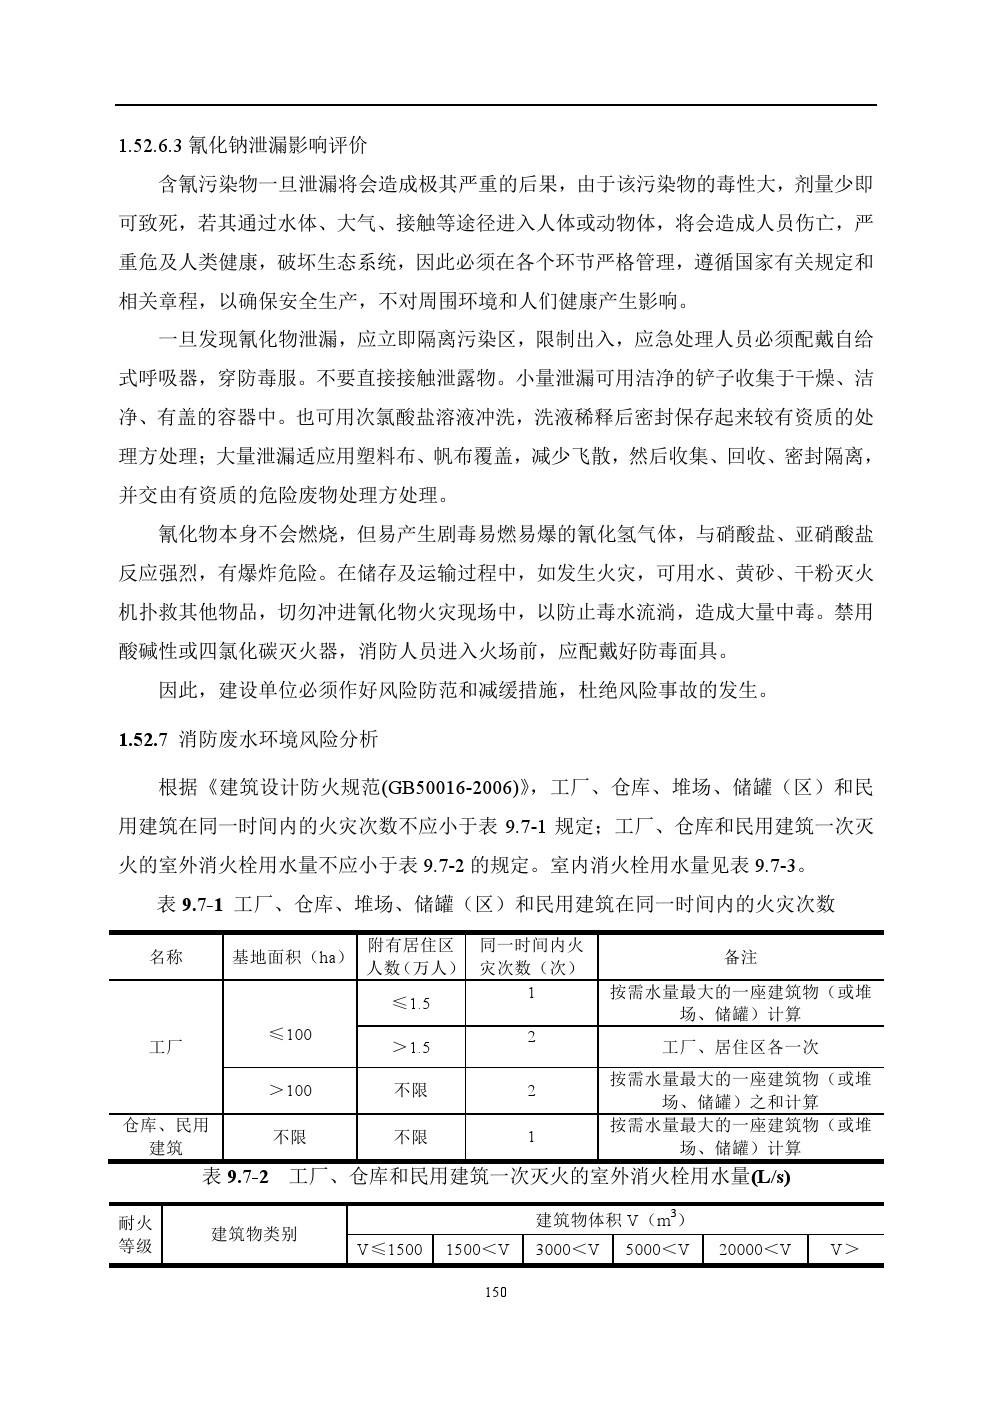 1.52.6.3 氰化钠泄漏影响评价
含氰污染物一旦泄漏将会造成极其严重的后果，由于该污染物的毒性大，剂量少即
可致死，若其通过水体、大气、接触等途径进入人体或动物体，将会造成人员伤亡，严
重危及人类健康，破坏生态系统，因此必须在各个环节严格管理，遵循国家有关规定和
相关章程，以确保安全生产，不对周围环境和人们健康产生影响。
一旦发现氰化物泄漏，应立即隔离污染区，限制出入，应急处理人员必须配戴自给
式呼吸器，穿防毒服。不要直接接触泄露物。小量泄漏可用洁净的铲子收集于干燥、洁
净、有盖的容器中。也可用次氯酸盐溶液冲洗，洗液稀释后密封保存起来较有资质的处
理方处理；大量泄漏适应用塑料布、帆布覆盖，减少飞散，然后收集、回收、密封隔离，
并交由有资质的危险废物处理方处理。
氰化物本身不会燃烧，但易产生剧毒易燃易爆的氰化氢气体，与硝酸盐、亚硝酸盐
反应强烈，有爆炸危险。在储存及运输过程中，如发生火灾，可用水、黄砂、干粉灭火
机扑救其他物品，切勿冲进氰化物火灾现场中，以防止毒水流淌，造成大量中毒。禁用
酸碱性或四氯化碳灭火器，消防人员进入火场前，应配戴好防毒面具。
因此，建设单位必须作好风险防范和减缓措施，杜绝风险事故的发生。
1.52.7 消防废水环境风险分析
根据《建筑设计防火规范(GB50016-2006)》，工厂、仓库、堆场、储罐（区）和民
用建筑在同一时间内的火灾次数不应小于表 9.7-1 规定；工厂、仓库和民用建筑一次灭
火的室外消火栓用水量不应小于表 9.7-2 的规定。室内消火栓用水量见表 9.7-3。
表 9.7-1 工厂、仓库、堆场、储罐（区）和民用建筑在同一时间内的火灾次数
名称 基地面积（ha） 附有居住区人数（万人） 同一时间内火灾次数（次） 备注
工厂 ≤100 ≤1.5 1 按需水量最大的一座建筑物（或堆场、储罐）计算
＞1.5 2 工厂、居住区各一次
＞100 不限 2 按需水量最大的一座建筑物（或堆场、储罐）之和计算
仓库、民用建筑 不限 不限 1 按需水量最大的一座建筑物（或堆场、储罐）计算
表 9.7-2 工厂、仓库和民用建筑一次灭火的室外消火栓用水量(L/s)
耐火等级 建筑物类别 建筑物体积 V（m³）
V≤1500 1500＜V 3000＜V 5000＜V 20000＜V V＞
150